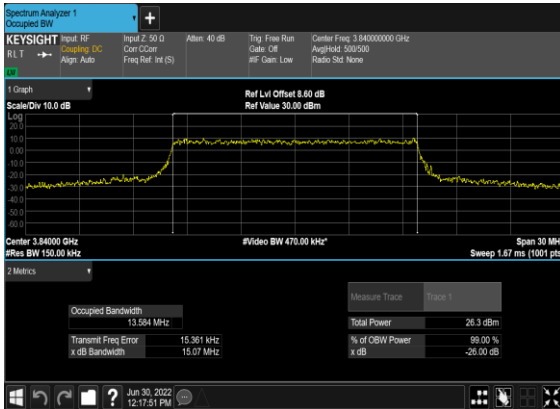 Spectrum Analyzer 1
Occupied BW
+
KEYSIGHT Input: RF Input Z: 50 Ω Atten: 40 dB Trig: Free Run Center Freq: 3.840000000 GHz
RLT Coupling: DC Corr CCorr Gate: Off Avg|Hold: 500/500
Align: Auto Freq Ref: Int (S) #IF Gain: Low Radio Std: None
1 Graph
Ref Lvl Offset 8.60 dB
Scale/Div 10.0 dB Ref Value 30.00 dBm
Log
20.0
10.0
0.00
-10.0
-20.0
-30.0
-40.0
-50.0
-60.0
Center 3.84000 GHz #Video BW 470.00 kHz* Span 30 MH
#Res BW 150.00 kHz Sweep 1.67 ms (1001 pts
2 Metrics
Measure Trace Trace 1
Occupied Bandwidth
13.584 MHz Total Power 26.3 dBm
Transmit Freq Error 15.361 kHz % of OBW Power 99.00 %
x dB Bandwidth 15.07 MHz x dB -26.00 dB
? Jun 30, 2022
12:17:51 PM